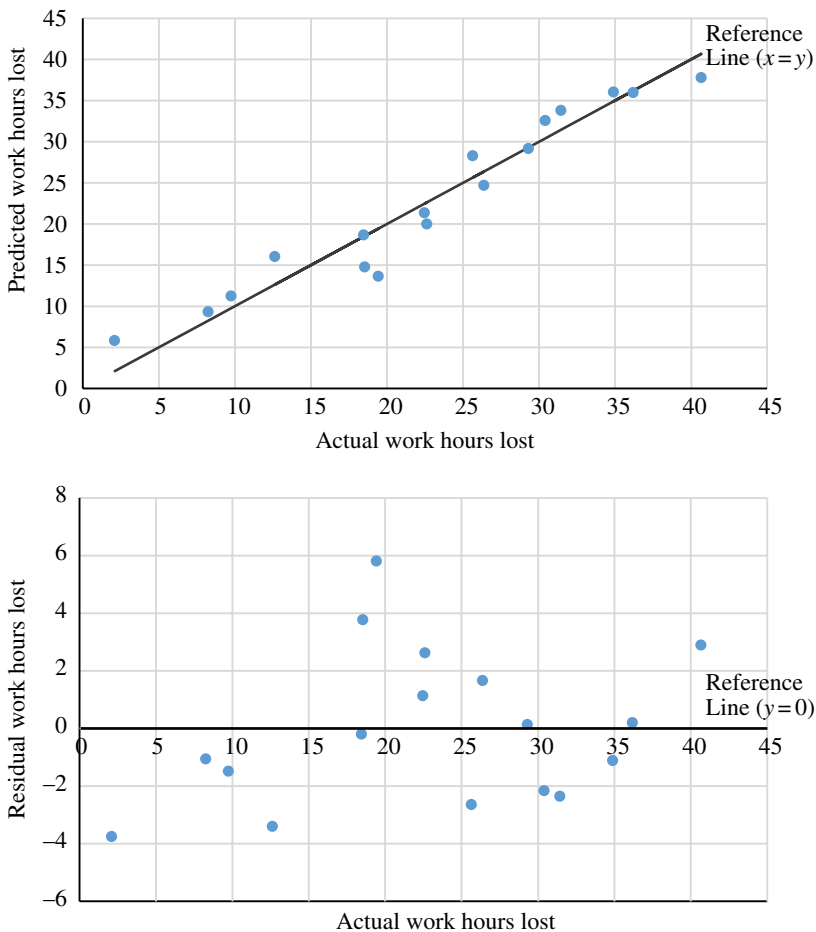 45
40
35
30
25
20
15
10
5
0
Predicted work hours lost
Reference
Line (x = y)
0 5 10 15 20 25 30 35 40 45
Actual work hours lost
8
6
4
2
0
–2
–4
–6
Residual work hours lost
Reference
Line (y = 0)
0 5 10 15 20 25 30 35 40 45
Actual work hours lost